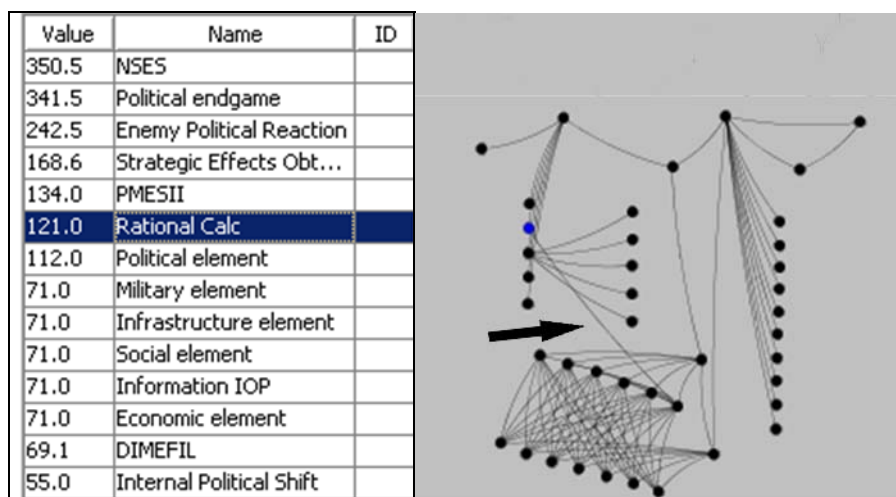 Value Name ID
350.5 NSES
341.5 Political endgame
242.5 Enemy Political Reaction
168.6 Strategic Effects Obt...
134.0 PMESII
121.0 Rational Calc
112.0 Political element
71.0 Military element
71.0 Infrastructure element
71.0 Social element
71.0 Information IOP
71.0 Economic element
69.1 DIMEFIL
55.0 Internal Political Shift